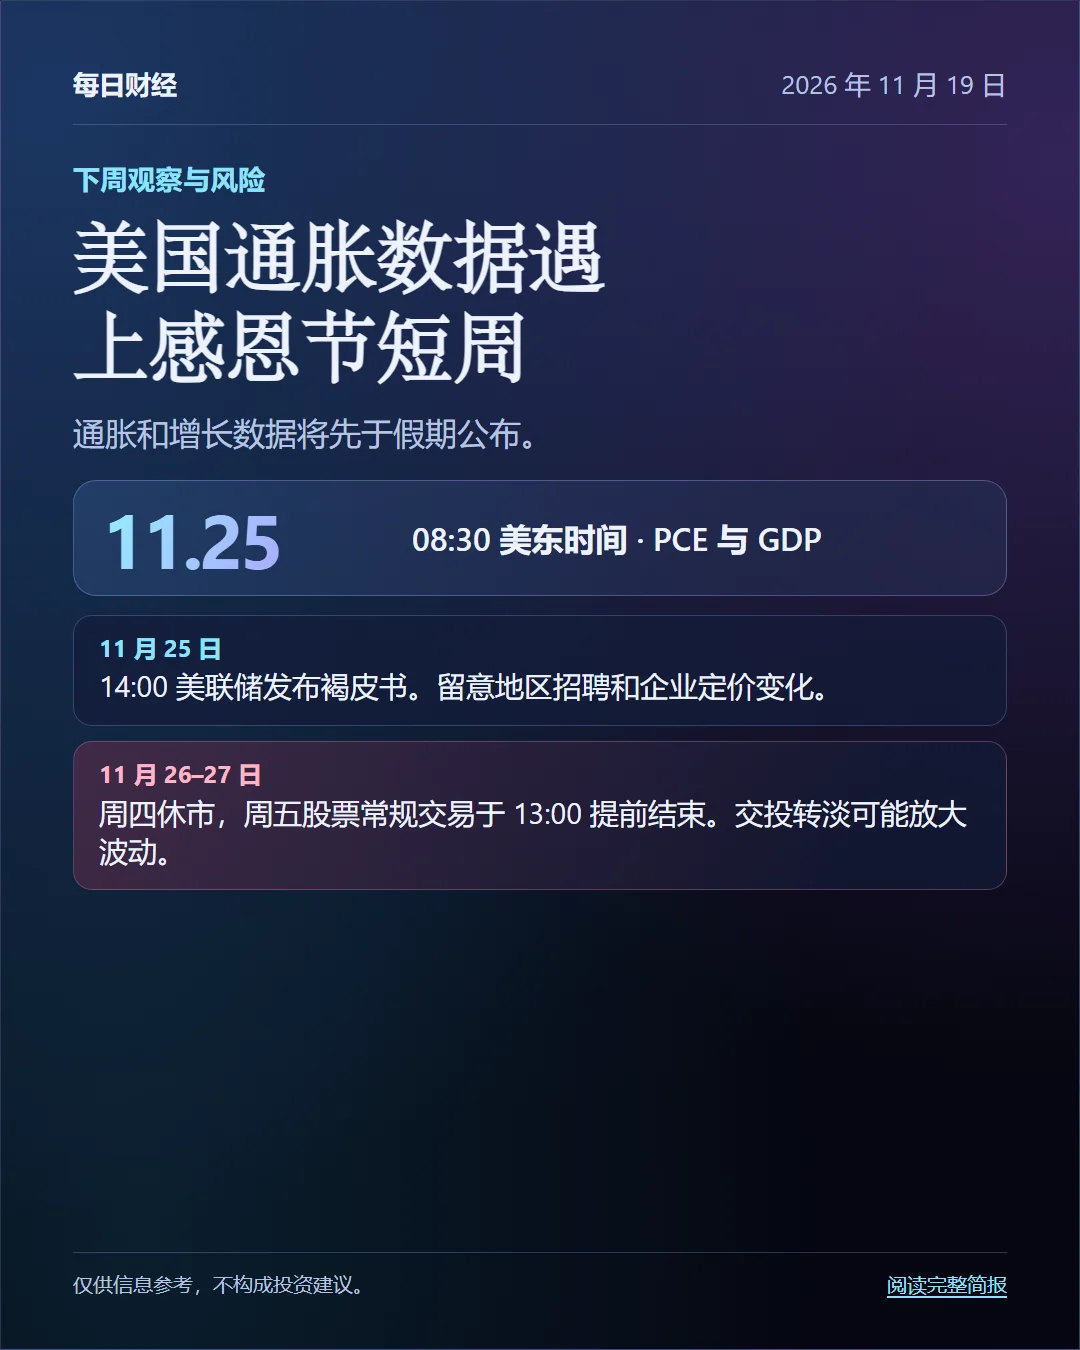 每日财经
2026 年 11 月 19 日
下周观察与风险
美国通胀数据遇
上感恩节短周
通胀和增长数据将先于假期公布。
11.25
08:30 美东时间 · PCE 与 GDP
11 月 25 日
14:00 美联储发布褐皮书。留意地区招聘和企业定价变化。
11 月 26–27 日
周四休市，周五股票常规交易于 13:00 提前结束。交投转淡可能放大
波动。
仅供信息参考，不构成投资建议。
阅读完整简报